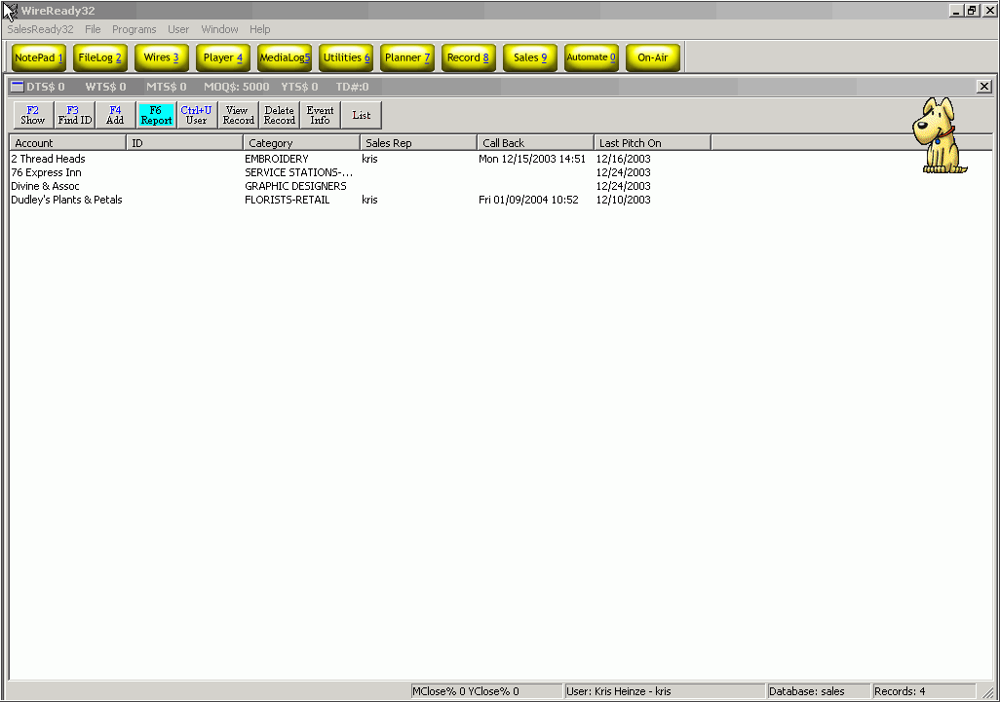 WireReady32
SalesReady32 File Programs User Window Help
NotePad 1 FileLog 2 Wires 3 Player 4 MediaLog5 Utilities 6 Planner 7 Record 8 Sales 9 Automate 0 On-Air
DTS$ 0 WTS$ 0 MTS$ 0 MOQ$: 5000 YTS$ 0 TD#:0
F2 Show F3 Find ID F4 Add F6 Report Ctrl+U User View Record Delete Record Event Info List
Account ID Category Sales Rep Call Back Last Pitch On
2 Thread Heads EMBROIDERY kris Mon 12/15/2003 14:51 12/16/2003
76 Express Inn SERVICE STATIONS-... 12/24/2003
Divine & Assoc GRAPHIC DESIGNERS 12/24/2003
Dudley's Plants & Petals FLORISTS-RETAIL kris Fri 01/09/2004 10:52 12/10/2003
MClose% 0 YClose% 0 User: Kris Heinze - kris Database: sales Records: 4